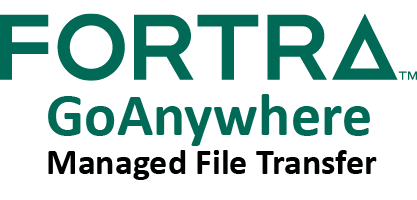 FORTRA™
GoAnywhere
Managed File Transfer